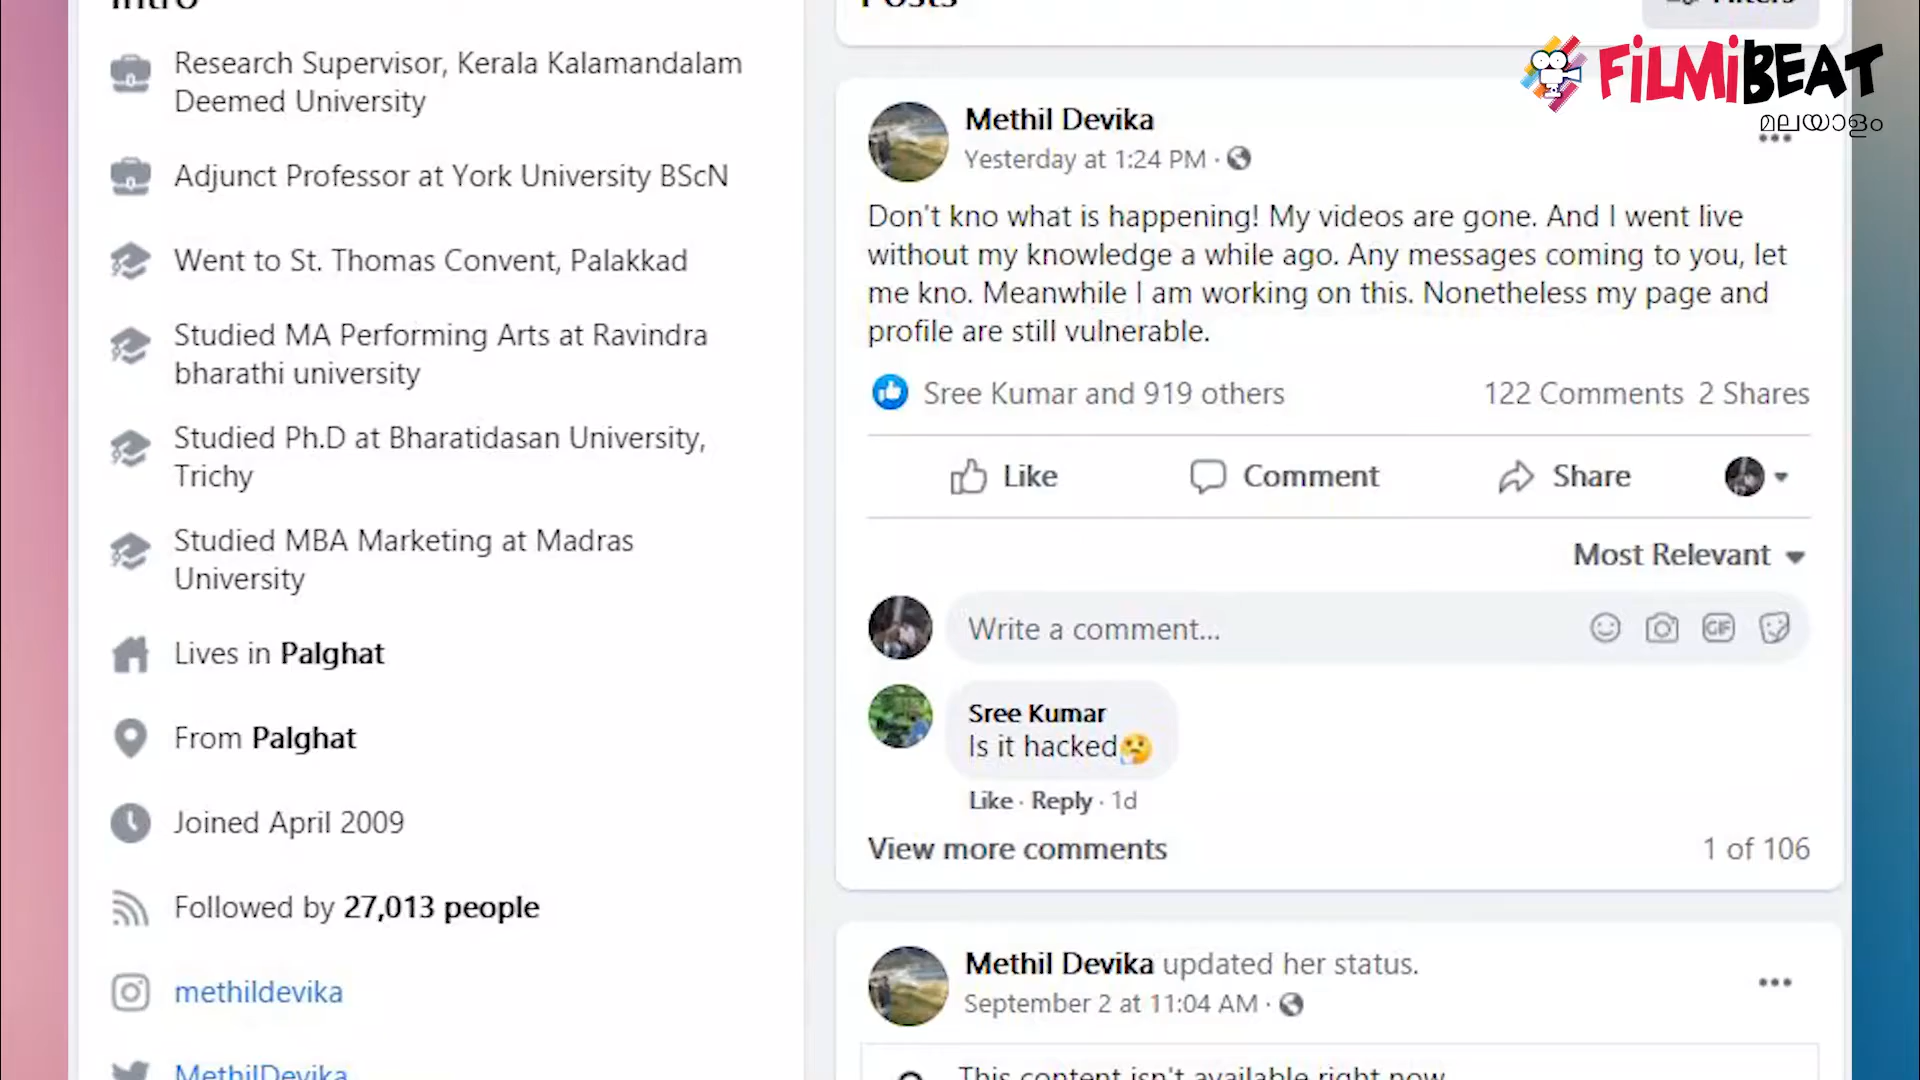 Intro
Research Supervisor, Kerala Kalamandalam
Deemed University
Adjunct Professor at York University BScN
Went to St. Thomas Convent, Palakkad
Studied MA Performing Arts at Ravindra
bharathi university
Studied Ph.D at Bharatidasan University,
Trichy
Studied MBA Marketing at Madras
University
Lives in Palghat
From Palghat
Joined April 2009
Followed by 27,013 people
methildevika
MethilDevika
Posts
Filters
FiLMiBEAT
മലയാളം
Methil Devika
Yesterday at 1:24 PM ·
Don't kno what is happening! My videos are gone. And I went live
without my knowledge a while ago. Any messages coming to you, let
me kno. Meanwhile I am working on this. Nonetheless my page and
profile are still vulnerable.
Sree Kumar and 919 others 122 Comments 2 Shares
Like Comment Share
Most Relevant
Write a comment...
GIF
Sree Kumar
Is it hacked🤔
Like · Reply · 1d
View more comments 1 of 106
Methil Devika updated her status.
September 2 at 11:04 AM ·
This content isn't available right now